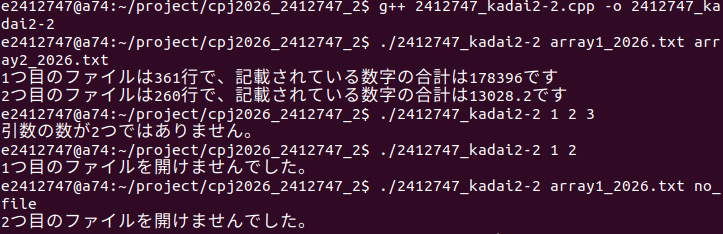 e2412747@a74:~/project/cpj2026_2412747_2$ g++ 2412747_kadai2-2.cpp -o 2412747_ka
dai2-2
e2412747@a74:~/project/cpj2026_2412747_2$ ./2412747_kadai2-2 array1_2026.txt arr
ay2_2026.txt
1つ目のファイルは361行で、記載されている数字の合計は178396です
2つ目のファイルは260行で、記載されている数字の合計は13028.2です
e2412747@a74:~/project/cpj2026_2412747_2$ ./2412747_kadai2-2 1 2 3
引数の数が2つではありません。
e2412747@a74:~/project/cpj2026_2412747_2$ ./2412747_kadai2-2 1 2
1つ目のファイルを開けませんでした。
e2412747@a74:~/project/cpj2026_2412747_2$ ./2412747_kadai2-2 array1_2026.txt no_
file
2つ目のファイルを開けませんでした。